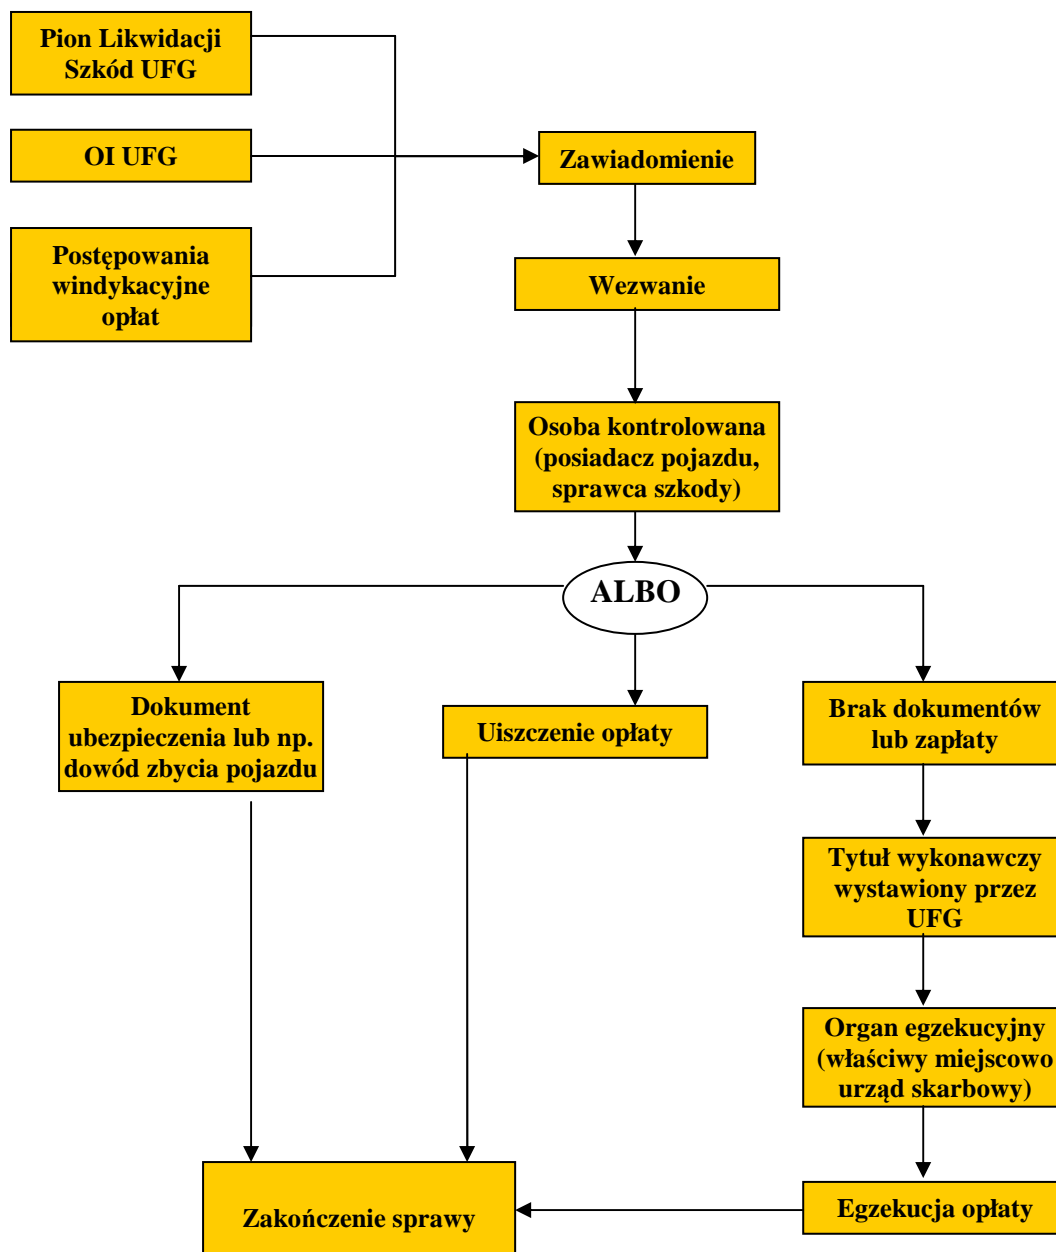 Pion Likwidacji
Szkód UFG
OI UFG
Postępowania
windykacyjne
opłat
Zawiadomienie
Wezwanie
Osoba kontrolowana
(posiadacz pojazdu,
sprawca szkody)
ALBO
Dokument
ubezpieczenia lub np.
dowód zbycia pojazdu
Uiszczenie opłaty
Brak dokumentów
lub zapłaty
Tytuł wykonawczy
wystawiony przez
UFG
Organ egzekucyjny
(właściwy miejscowo
urząd skarbowy)
Egzekucja opłaty
Zakończenie sprawy